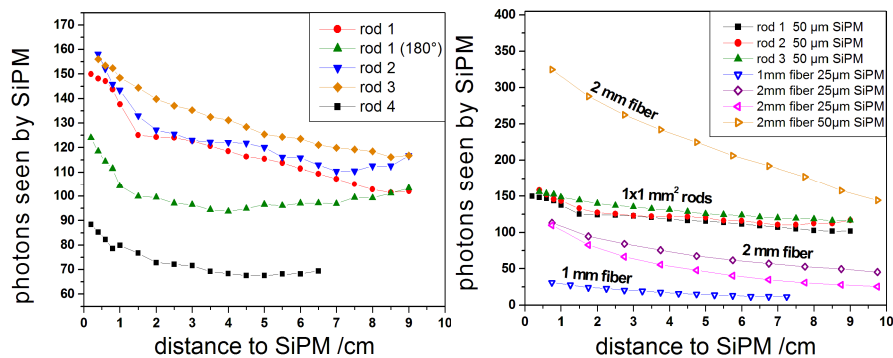 photons seen by SiPM
170
160
150
140
130
120
110
100
90
80
70
60
rod 1
rod 1 (180°)
rod 2
rod 3
rod 4
0 1 2 3 4 5 6 7 8 9 10
distance to SiPM /cm
photons seen by SiPM
400
350
300
250
200
150
100
50
0
rod 1 50 µm SiPM
rod 2 50 µm SiPM
rod 3 50 µm SiPM
1mm fiber 25µm SiPM
2mm fiber 25µm SiPM
2mm fiber 25µm SiPM
2mm fiber 50µm SiPM
2 mm fiber
1x1 mm² rods
2 mm fiber
1 mm fiber
0 1 2 3 4 5 6 7 8 9 10
distance to SiPM /cm